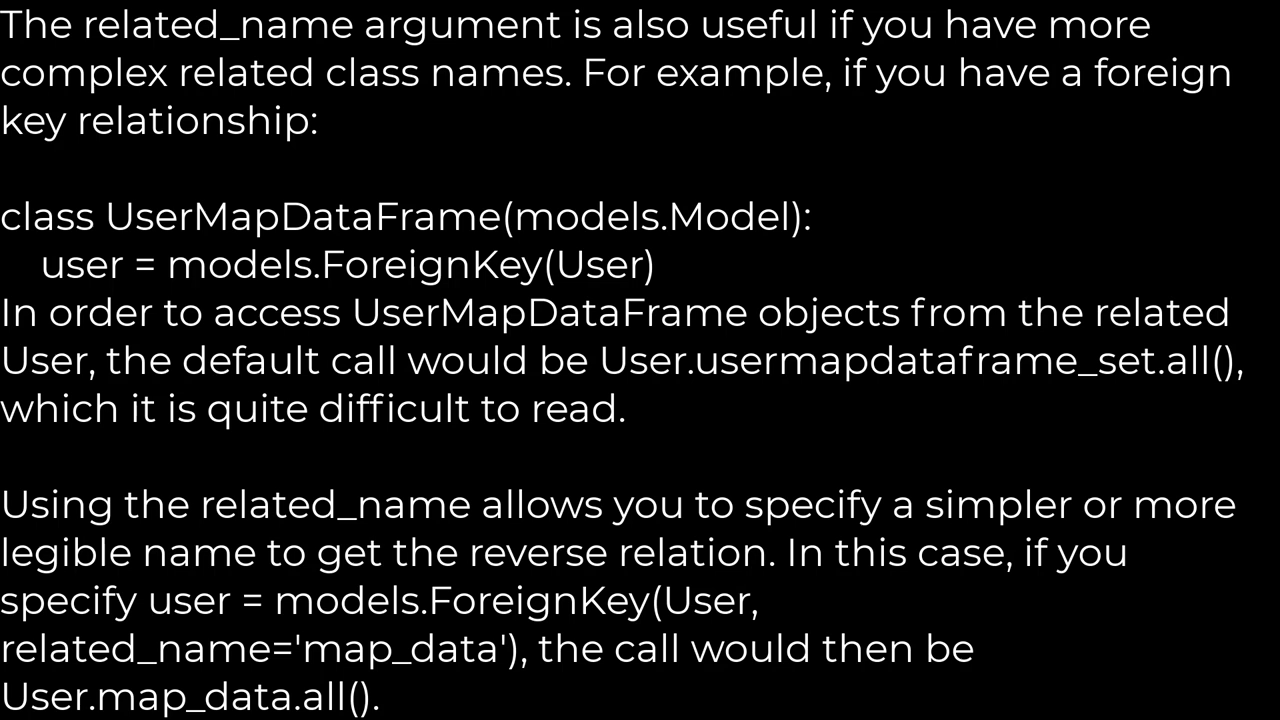 The related_name argument is also useful if you have more
complex related class names. For example, if you have a foreign
key relationship:
class UserMapDataFrame(models.Model):
user = models.ForeignKey(User)
In order to access UserMapDataFrame objects from the related
User, the default call would be User.usermapdataframe_set.all(),
which it is quite difficult to read.
Using the related_name allows you to specify a simpler or more
legible name to get the reverse relation. In this case, if you
specify user = models.ForeignKey(User,
related_name='map_data'), the call would then be
User.map_data.all().